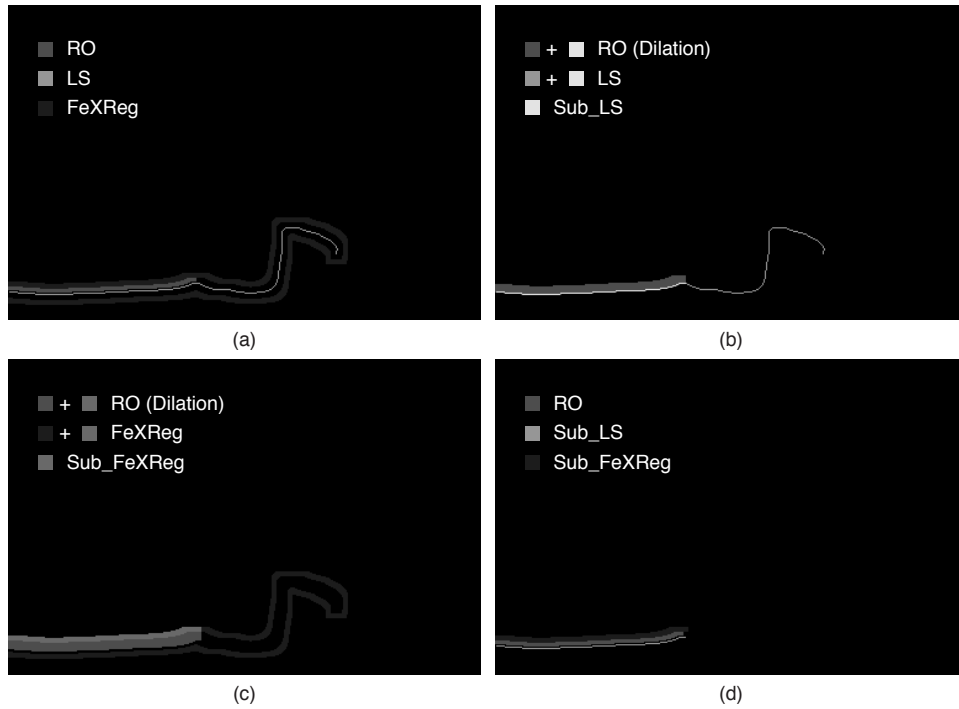 RO
LS
FeXReg
(a)
+ RO (Dilation)
+ LS
Sub_LS
(b)
+ RO (Dilation)
+ FeXReg
Sub_FeXReg
(c)
RO
Sub_LS
Sub_FeXReg
(d)